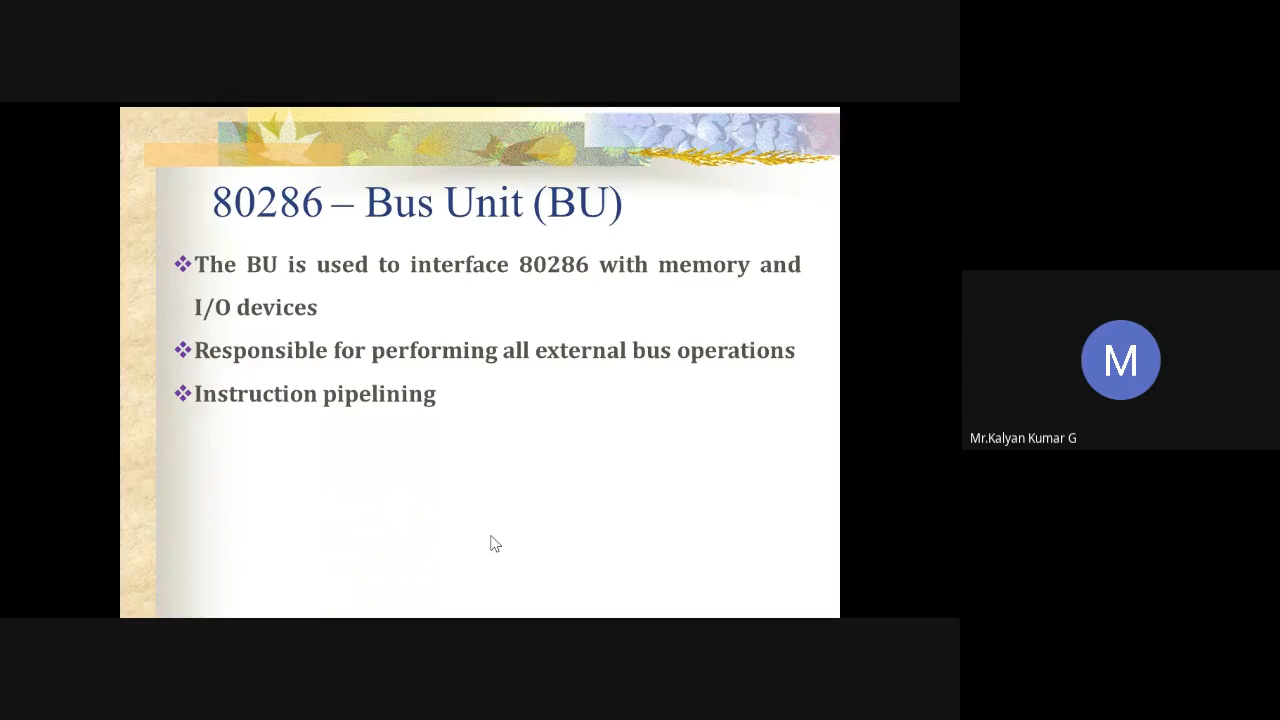 80286 – Bus Unit (BU)
❖The BU is used to interface 80286 with memory and
I/O devices
❖Responsible for performing all external bus operations
❖Instruction pipelining
M
Mr.Kalyan Kumar G